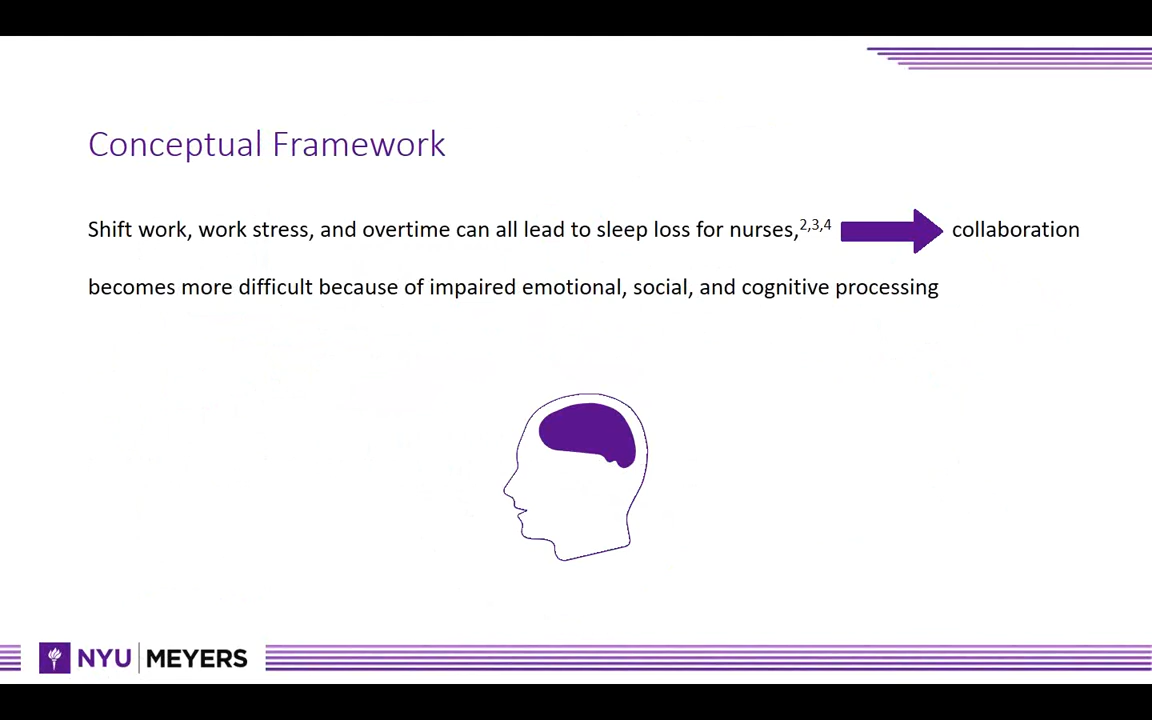 Conceptual Framework
Shift work, work stress, and overtime can all lead to sleep loss for nurses,2,3,4 collaboration
becomes more difficult because of impaired emotional, social, and cognitive processing
NYU MEYERS